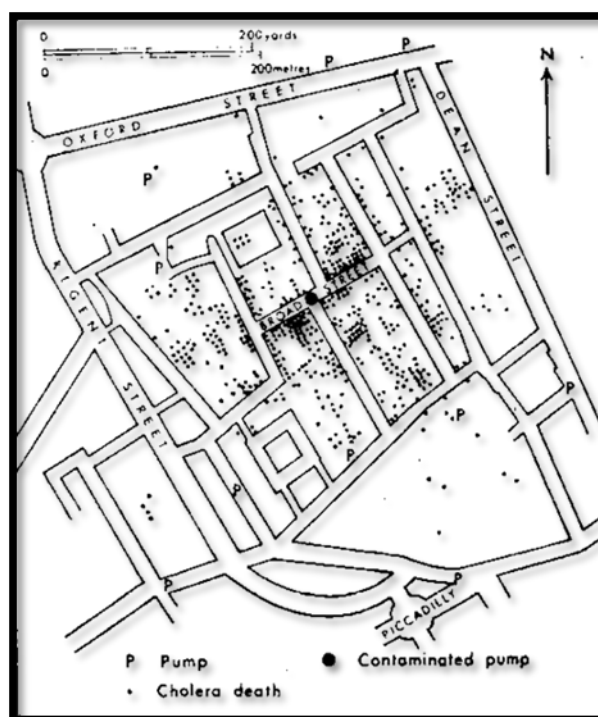 0 200 yards
0 200 metres
P
P
N
OXFORD STREET
DEAN STREET
P
P
REGENT STREET
BROAD STREET
P
P
P
P
P
P
PICCADILLY
P Pump
Contaminated pump
Cholera death